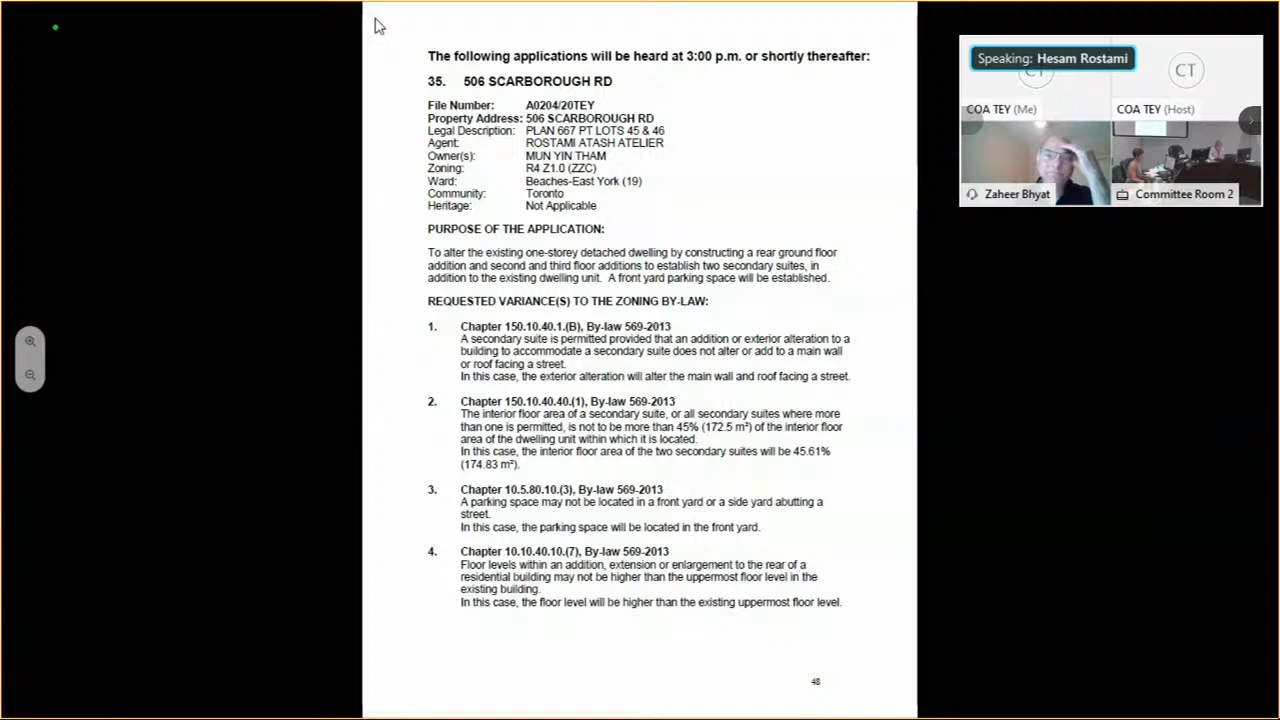 The following applications will be heard at 3:00 p.m. or shortly thereafter:
35. 506 SCARBOROUGH RD
File Number: A0204/20TEY
Property Address: 506 SCARBOROUGH RD
Legal Description: PLAN 667 PT LOTS 45 & 46
Agent: ROSTAMI ATASH ATELIER
Owner(s): MUN YIN THAM
Zoning: R4 Z1.0 (ZZC)
Ward: Beaches-East York (19)
Community: Toronto
Heritage: Not Applicable
PURPOSE OF THE APPLICATION:
To alter the existing one-storey detached dwelling by constructing a rear ground floor
addition and second and third floor additions to establish two secondary suites, in
addition to the existing dwelling unit. A front yard parking space will be established.
REQUESTED VARIANCE(S) TO THE ZONING BY-LAW:
1. Chapter 150.10.40.1.(B), By-law 569-2013
A secondary suite is permitted provided that an addition or exterior alteration to a
building to accommodate a secondary suite does not alter or add to a main wall
or roof facing a street.
In this case, the exterior alteration will alter the main wall and roof facing a street.
2. Chapter 150.10.40.40.(1), By-law 569-2013
The interior floor area of a secondary suite, or all secondary suites where more
than one is permitted, is not to be more than 45% (172.5 m²) of the interior floor
area of the dwelling unit within which it is located.
In this case, the interior floor area of the two secondary suites will be 45.61%
(174.83 m²).
3. Chapter 10.5.80.10.(3), By-law 569-2013
A parking space may not be located in a front yard or a side yard abutting a
street.
In this case, the parking space will be located in the front yard.
4. Chapter 10.10.40.10.(7), By-law 569-2013
Floor levels within an addition, extension or enlargement to the rear of a
residential building may not be higher than the uppermost floor level in the
existing building.
In this case, the floor level will be higher than the existing uppermost floor level.
48
Speaking: Hesam Rostami
CT
CT
COA TEY (Me)
COA TEY (Host)
Zaheer Bhyat
Committee Room 2